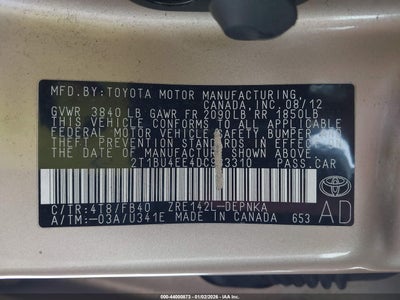 MFD.BY:TOYOTA MOTOR MANUFACTURING
CANADA,INC. 08/12
GVWR 3840LB GAWR FR 2090LB RR 1850LB
THIS VEHICLE CONFORMS TO ALL APPLICABLE
FEDERAL MOTOR VEHICLE SAFETY, BUMPER, AND
THEFT PREVENTION STANDARDS IN EFFECT ON
THE DATE OF MANUFACTURE SHOWN ABOVE.
PASS.CAR
C/TR:4T8/FB40 ZRE142L-DEPNKA
A/TM:-03A/U341E MADE IN CANADA 653
AD
TOYOTA
000-44000873 - 01/02/2026 - IAA, Inc.